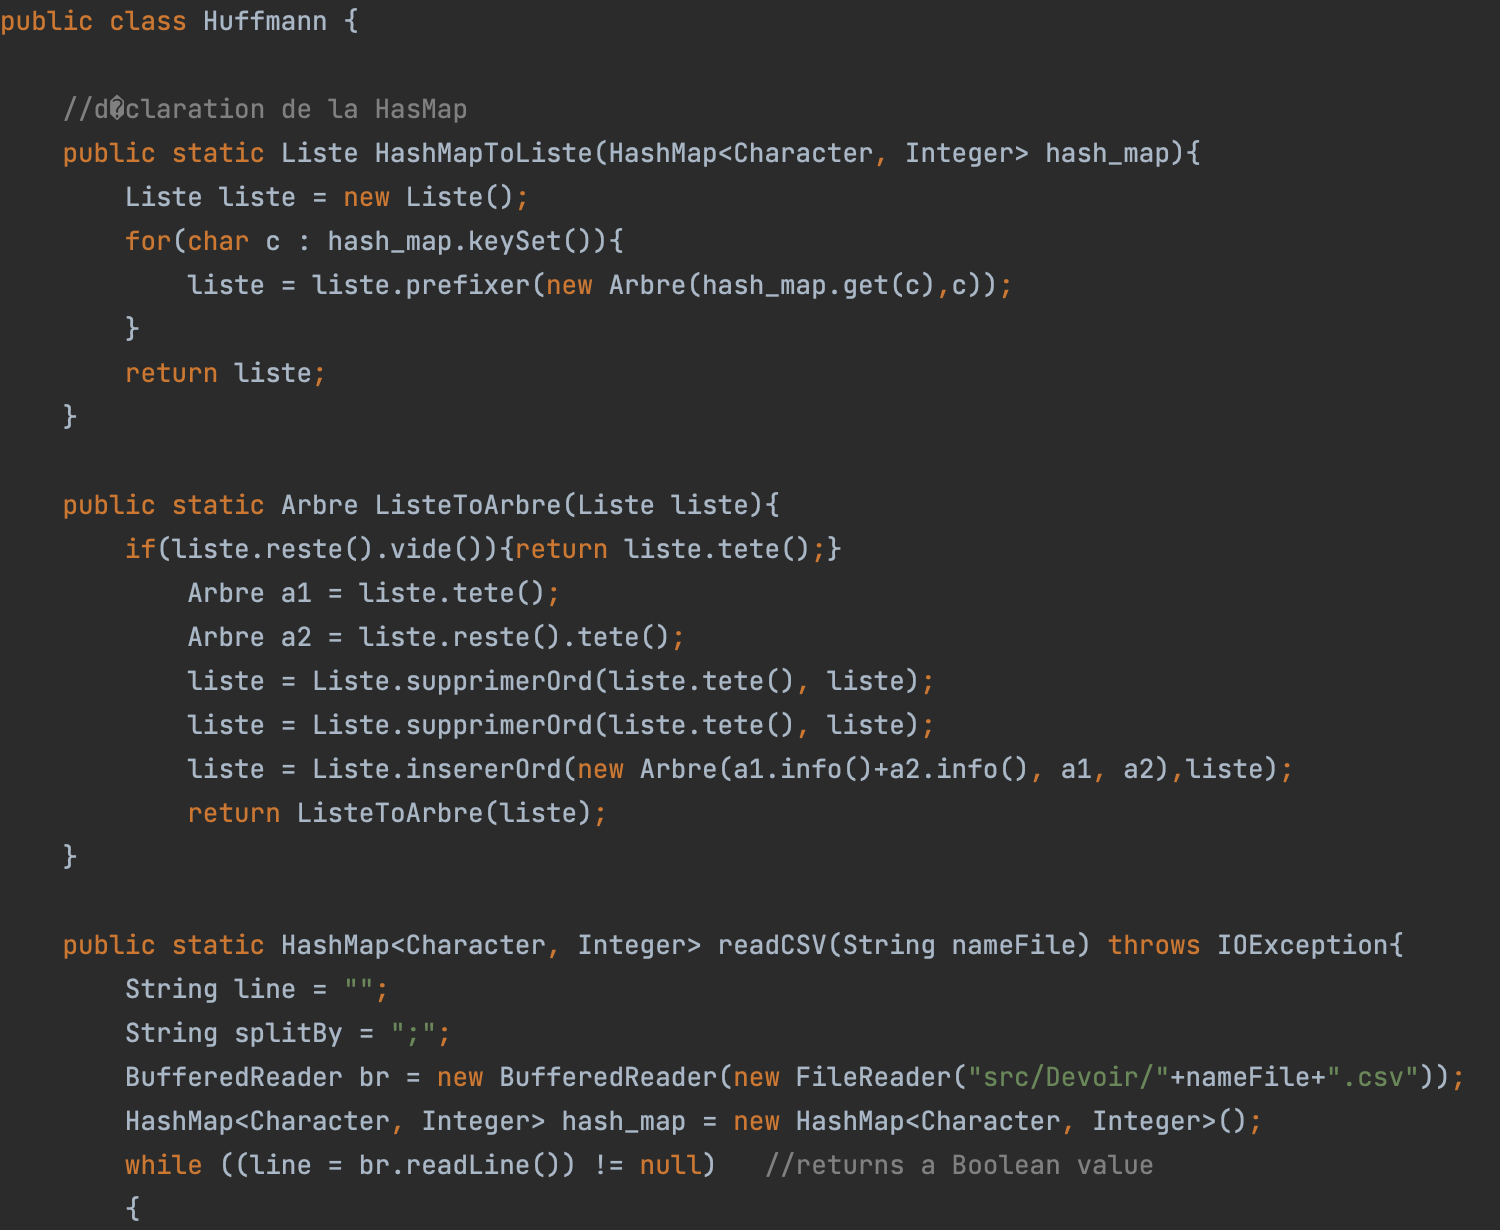 public class Huffmann {
//d�claration de la HasMap
public static Liste HashMapToListe(HashMap<Character, Integer> hash_map){
Liste liste = new Liste();
for(char c : hash_map.keySet()){
liste = liste.prefixer(new Arbre(hash_map.get(c),c));
}
return liste;
}
public static Arbre ListeToArbre(Liste liste){
if(liste.reste().vide()){return liste.tete();}
Arbre a1 = liste.tete();
Arbre a2 = liste.reste().tete();
liste = Liste.supprimerOrd(liste.tete(), liste);
liste = Liste.supprimerOrd(liste.tete(), liste);
liste = Liste.insererOrd(new Arbre(a1.info()+a2.info(), a1, a2),liste);
return ListeToArbre(liste);
}
public static HashMap<Character, Integer> readCSV(String nameFile) throws IOException{
String line = "";
String splitBy = ";";
BufferedReader br = new BufferedReader(new FileReader("src/Devoir/"+nameFile+".csv"));
HashMap<Character, Integer> hash_map = new HashMap<Character, Integer>();
while ((line = br.readLine()) != null)   //returns a Boolean value
{